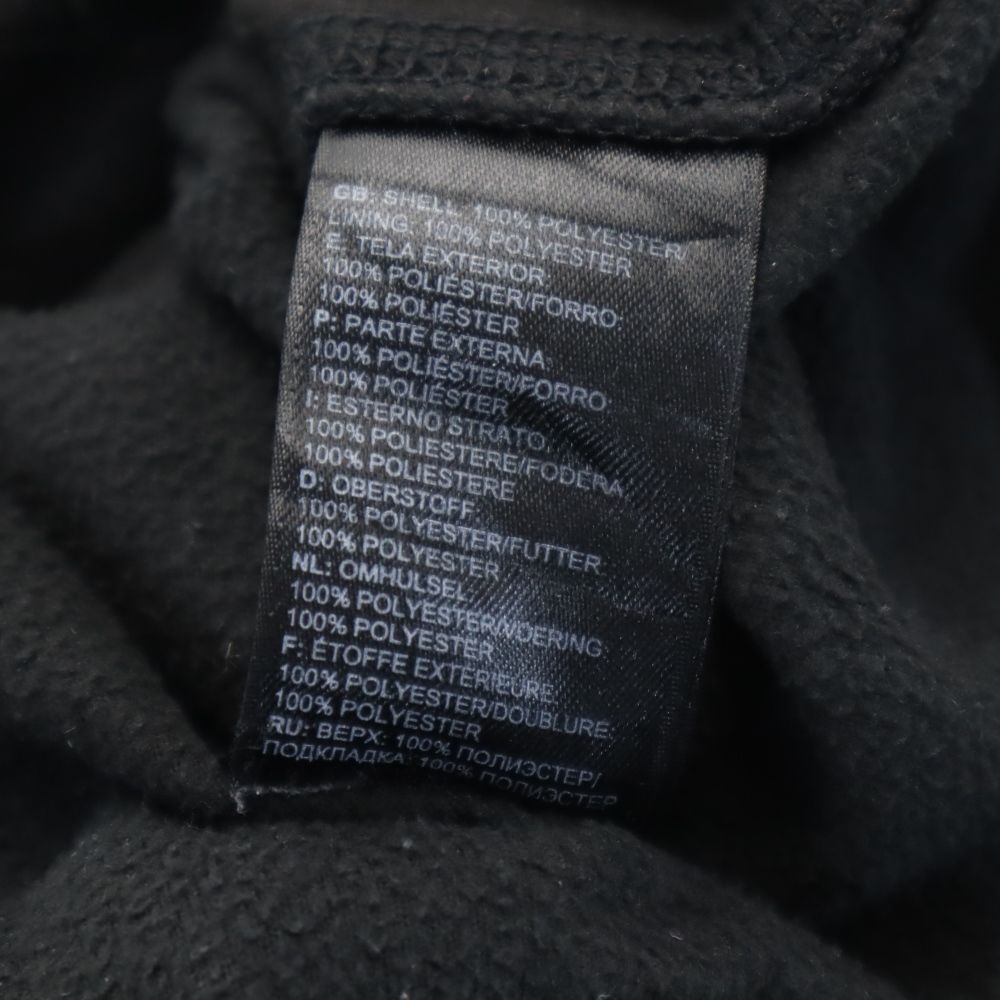 GB: SHELL: 100% POLYESTER/
LINING: 100% POLYESTER
E: TELA EXTERIOR
100% POLIÉSTER/FORRO:
100% POLIÉSTER
P: PARTE EXTERNA:
100% POLIÉSTER/FORRO
100% POLIÉSTER
I: ESTERNO STRATO,
100% POLIESTERE/FODERA
100% POLIESTERE
D: OBERSTOFF
100% POLYESTER/FUTTER
100% POLYESTER
NL: OMHULSEL
100% POLYESTER/VOERING
100% POLYESTER
F: ÉTOFFE EXTÉRIEURE
100% POLYESTER/DOUBLURE:
100% POLYESTER
RU: ВЕРХ: 100% ПОЛИЭСТЕР/
ПОДКЛАДКА: 100% ПОЛИЭСТЕР